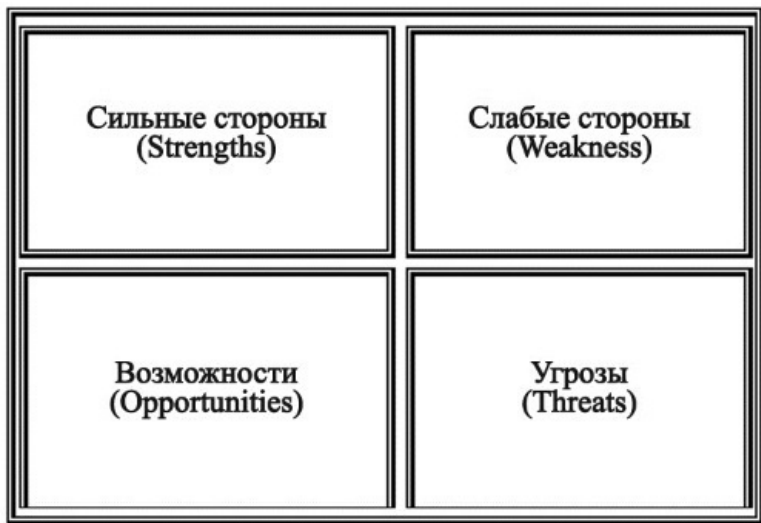 Сильные стороны
(Strengths)
Слабые стороны
(Weakness)
Возможности
(Opportunities)
Угрозы
(Threats)